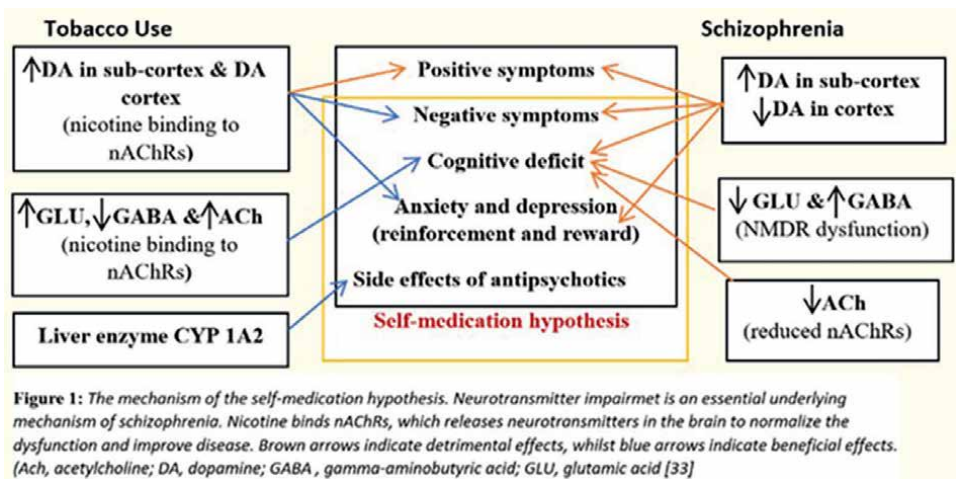 Tobacco Use
Schizophrenia
↑DA in sub-cortex & DA
cortex
(nicotine binding to
nAChRs)
↑GLU,↓GABA &↑ACh
(nicotine binding to
nAChRs)
Liver enzyme CYP 1A2
Positive symptoms
Negative symptoms
Cognitive deficit
Anxiety and depression
(reinforcement and reward)
Side effects of antipsychotics
Self-medication hypothesis
↑DA in sub-cortex
↓DA in cortex
↓ GLU &↑GABA
(NMDR dysfunction)
↓ACh
(reduced nAChRs)
Figure 1: The mechanism of the self-medication hypothesis. Neurotransmitter impairmet is an essential underlying
mechanism of schizophrenia. Nicotine binds nAChRs, which releases neurotransmitters in the brain to normalize the
dysfunction and improve disease. Brown arrows indicate detrimental effects, whilst blue arrows indicate beneficial effects.
(Ach, acetylcholine; DA, dopamine; GABA , gamma-aminobutyric acid; GLU, glutamic acid [33]